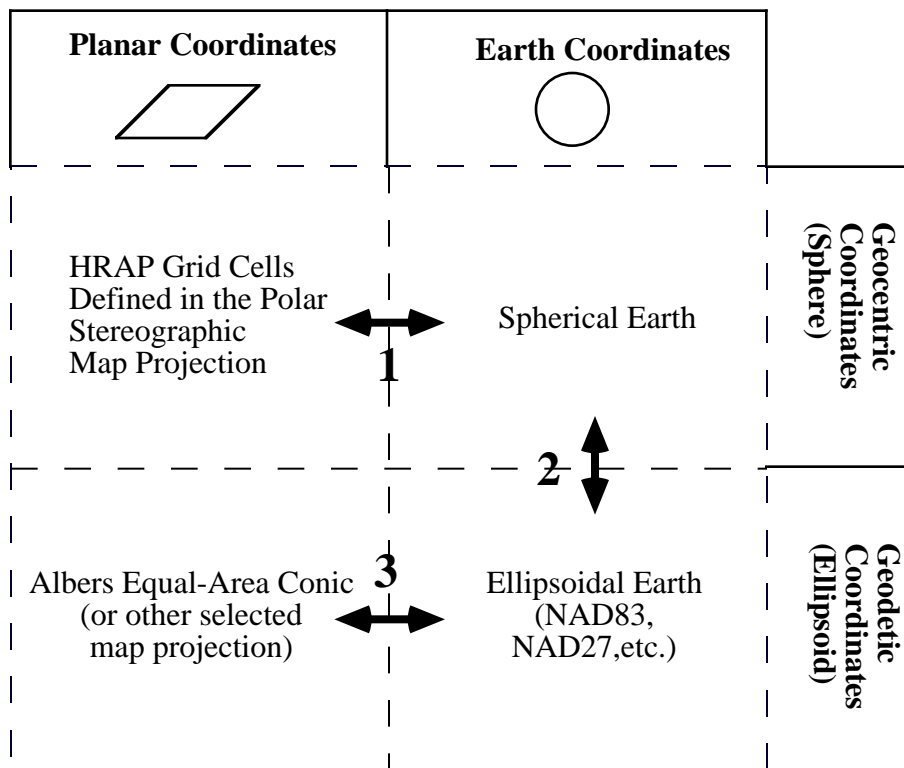 Planar Coordinates
Earth Coordinates
HRAP Grid Cells
Defined in the Polar
Stereographic
Map Projection
1
Spherical Earth
Geocentric
Coordinates
(Sphere)
2
Albers Equal-Area Conic
(or other selected
map projection)
3
Ellipsoidal Earth
(NAD83,
NAD27,etc.)
Geodetic
Coordinates
(Ellipsoid)